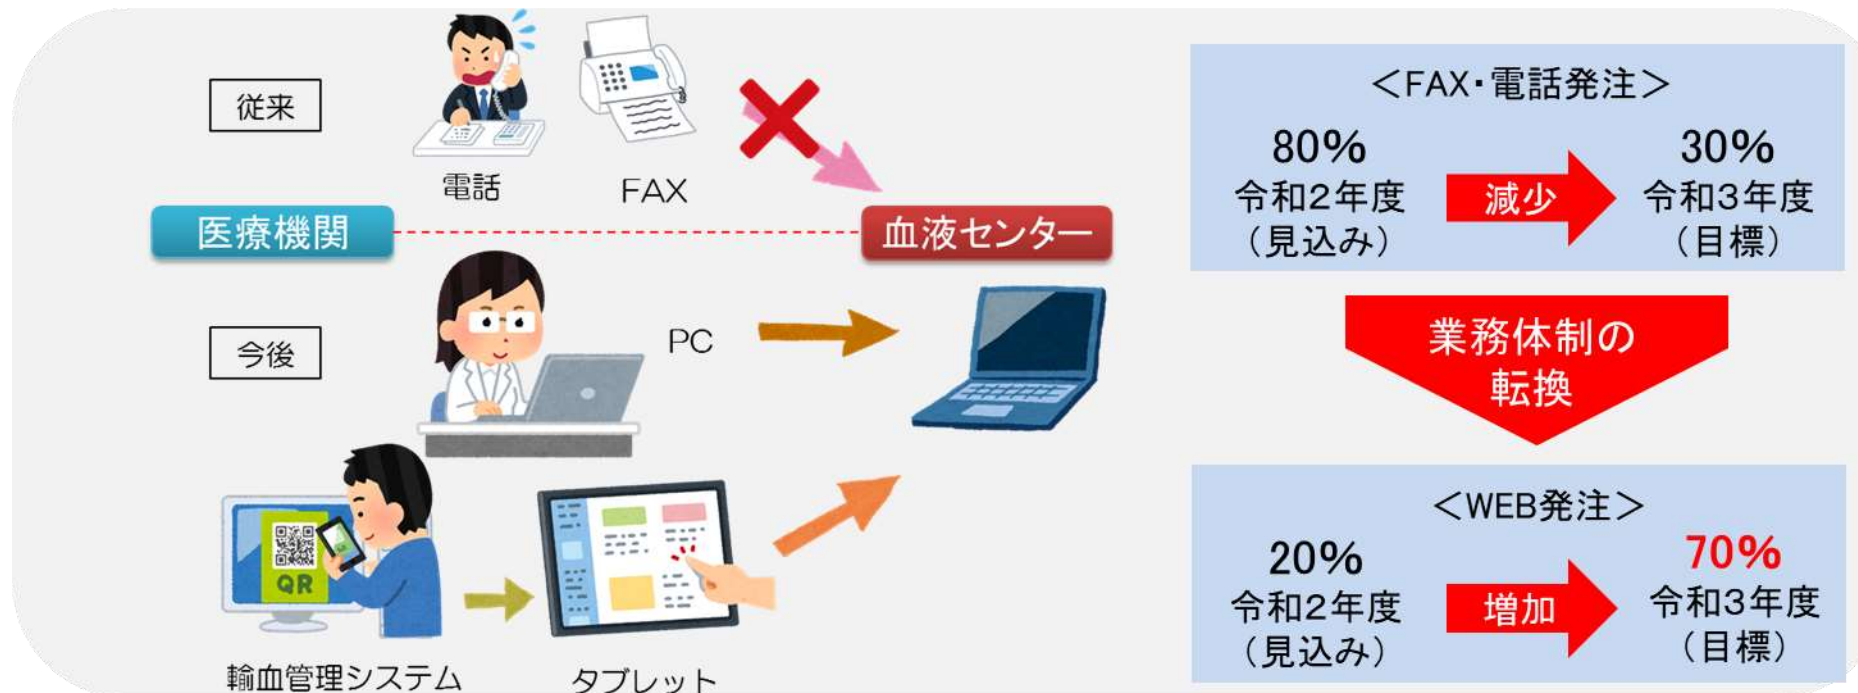 従来
電話
FAX
医療機関
血液センター
今後
PC
QR
輸血管理システム
タブレット
＜FAX・電話発注＞
80%
令和2年度
（見込み）
減少
30%
令和3年度
（目標）
業務体制の
転換
＜WEB発注＞
20%
令和2年度
（見込み）
増加
70%
令和3年度
（目標）